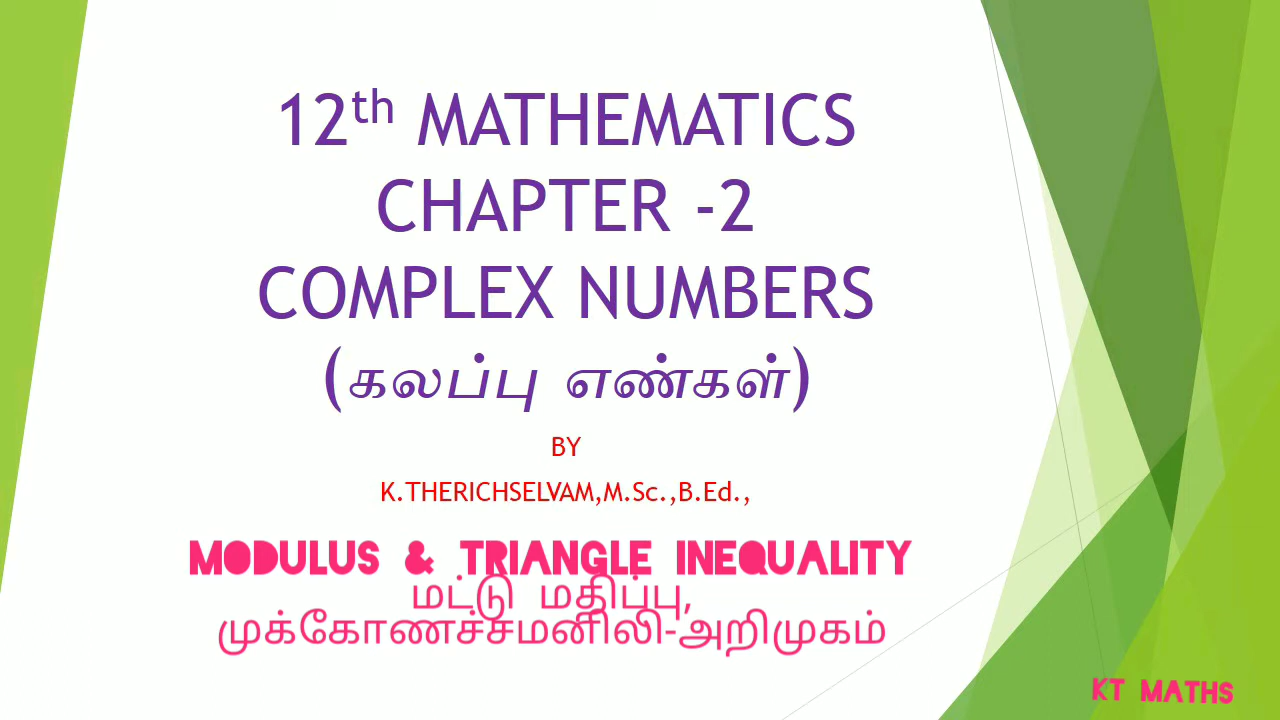 12th MATHEMATICS
CHAPTER -2
COMPLEX NUMBERS
(கலப்பு எண்கள்)
BY
K.THERICHSELVAM,M.Sc.,B.Ed.,
MODULUS & TRIANGLE INEQUALITY
மட்டு மதிப்பு,
முக்கோணச்சமனிலி-அறிமுகம்
KT MATHS